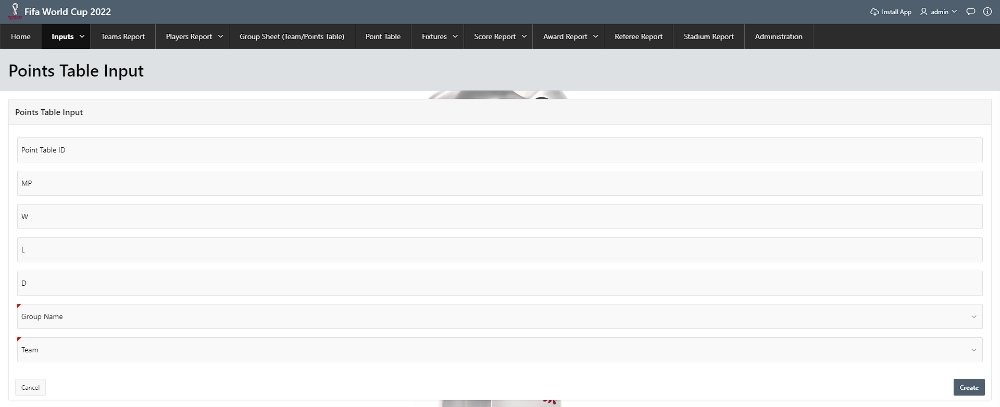 Fifa World Cup 2022
Install App
admin
Home
Inputs
Teams Report
Players Report
Group Sheet (Team/Points Table)
Point Table
Fixtures
Score Report
Award Report
Referee Report
Stadium Report
Administration
Points Table Input
Points Table Input
Point Table ID
MP
W
L
D
Group Name
Team
Cancel
Create